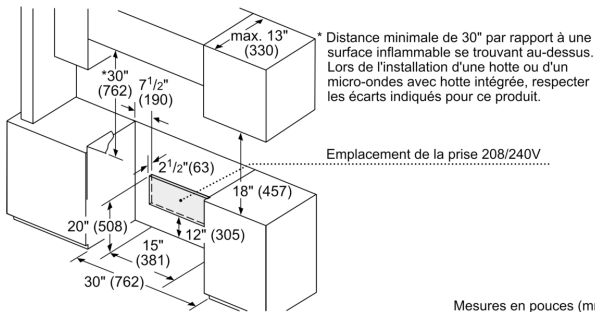 max. 13"
(330)
* Distance minimale de 30" par rapport à une
surface inflammable se trouvant au-dessus.
Lors de l'installation d'une hotte ou d'un
micro-ondes avec hotte intégrée, respecter
les écarts indiqués pour ce produit.
*30"
(762)
7 1/2"
(190)
Emplacement de la prise 208/240V
2 1/2"(63)
18" (457)
20" (508)
12" (305)
15"
(381)
30" (762)
Mesures en pouces (mm